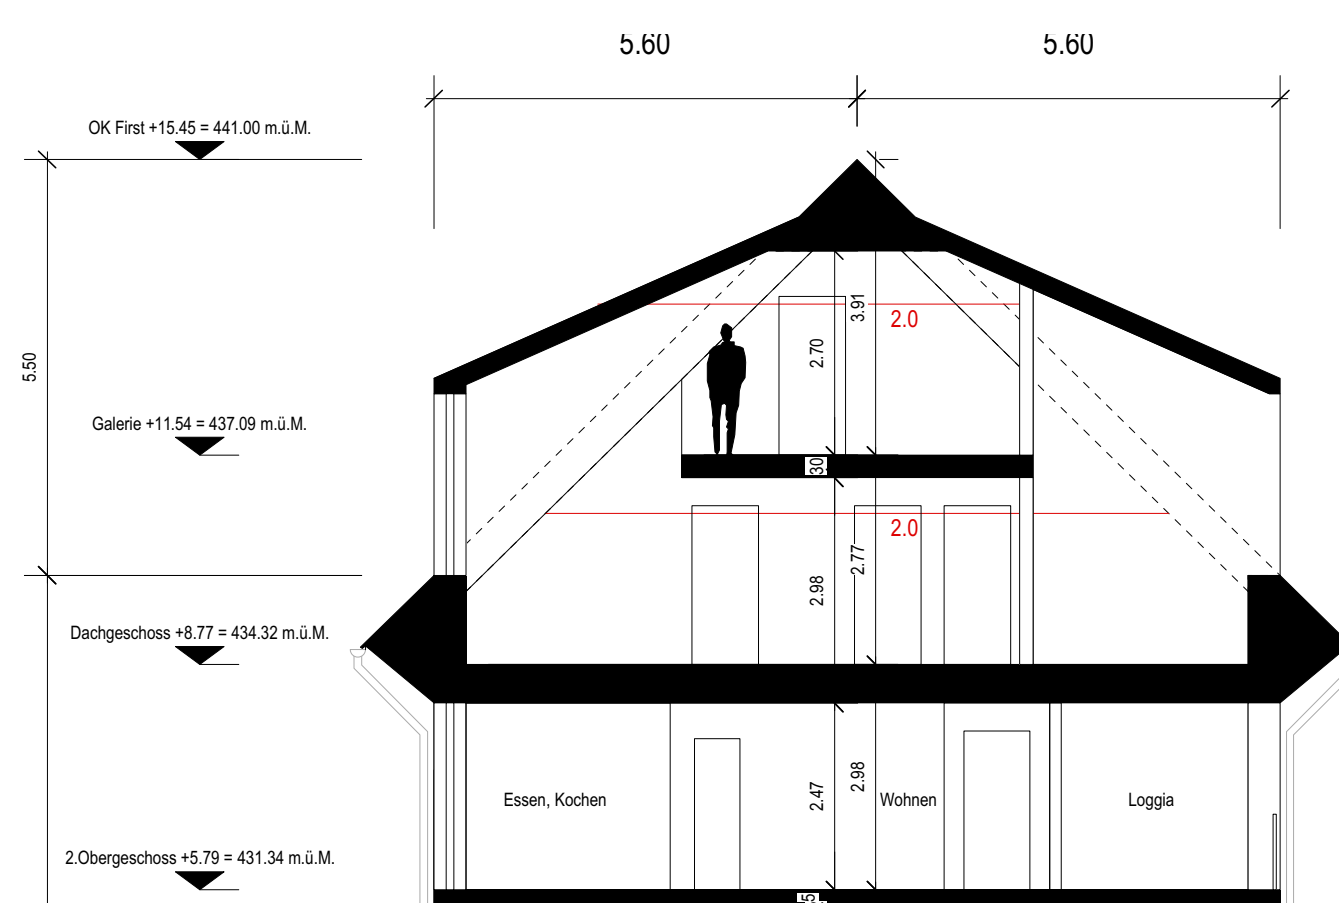 5.60
5.60
OK First +15.45 = 441.00 m.ü.M.
5.50
3.91
2.0
2.70
Galerie +11.54 = 437.09 m.ü.M.
30
2.0
2.77
2.98
Dachgeschoss +8.77 = 434.32 m.ü.M.
2.98
2.47
Essen, Kochen
Wohnen
Loggia
2.Obergeschoss +5.79 = 431.34 m.ü.M.